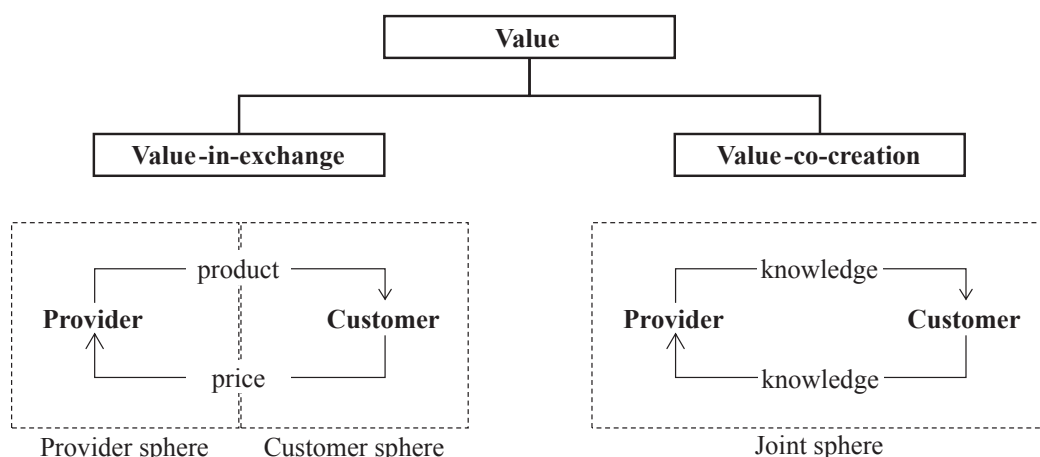 Value
Value-in-exchange
Value-co-creation
product
Provider
Customer
price
Provider sphere
Customer sphere
knowledge
Provider
Customer
knowledge
Joint sphere